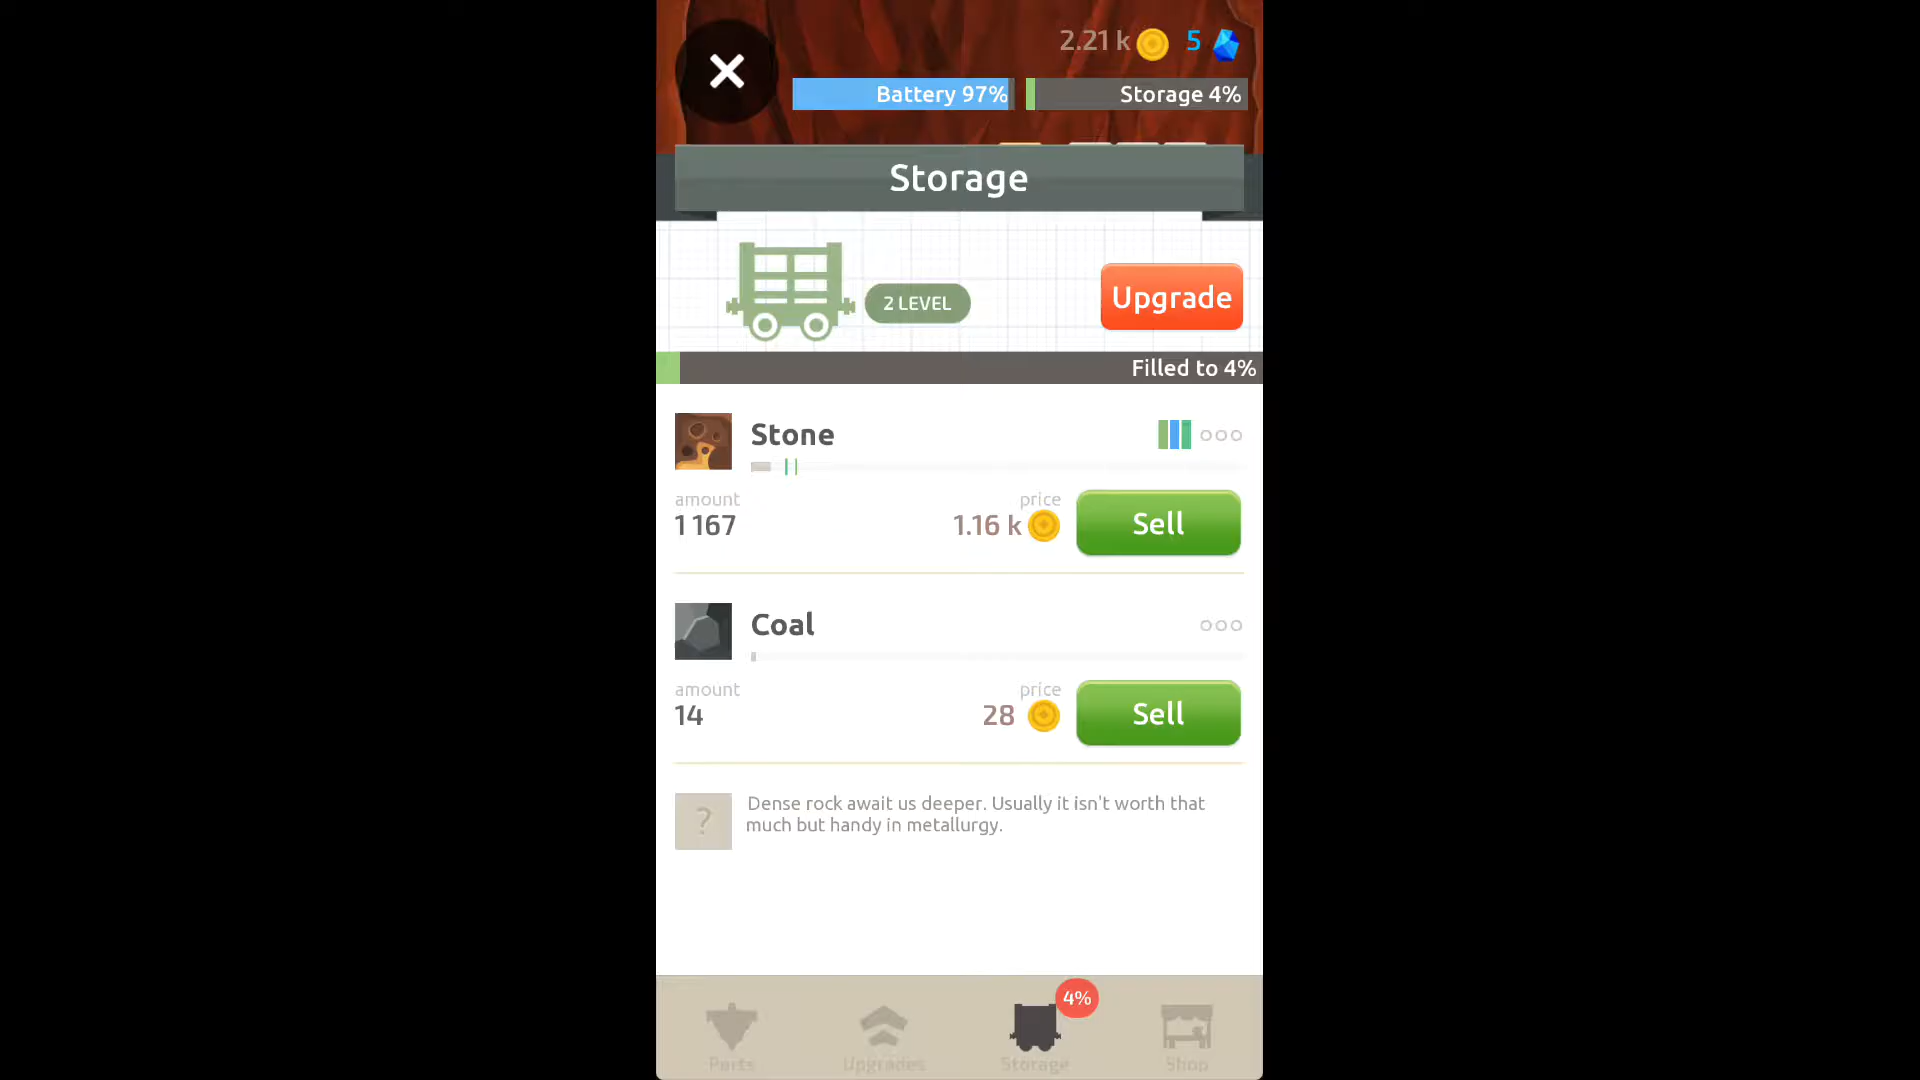 2.21 k 5
Battery 97% Storage 4%
Storage
2 LEVEL
Upgrade
Filled to 4%
Stone
amount price
1 167 1.16 k Sell
Coal
amount price
14 28 Sell
? Dense rock await us deeper. Usually it isn't worth that
much but handy in metallurgy.
4%
Parts Upgrades Storage Shop